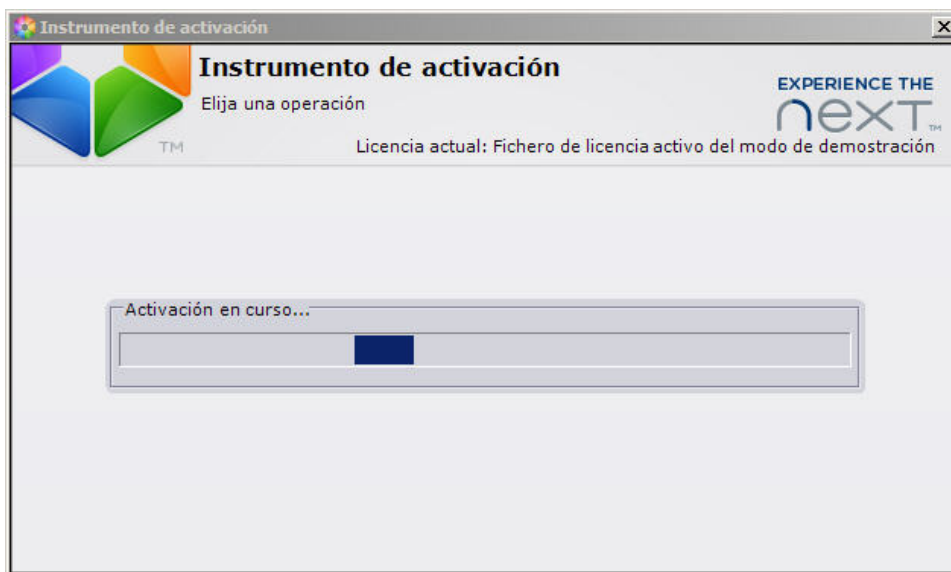 Instrumento de activación
Instrumento de activación
Elija una operación
EXPERIENCE THE
next™
TM
Licencia actual: Fichero de licencia activo del modo de demostración
Activación en curso...